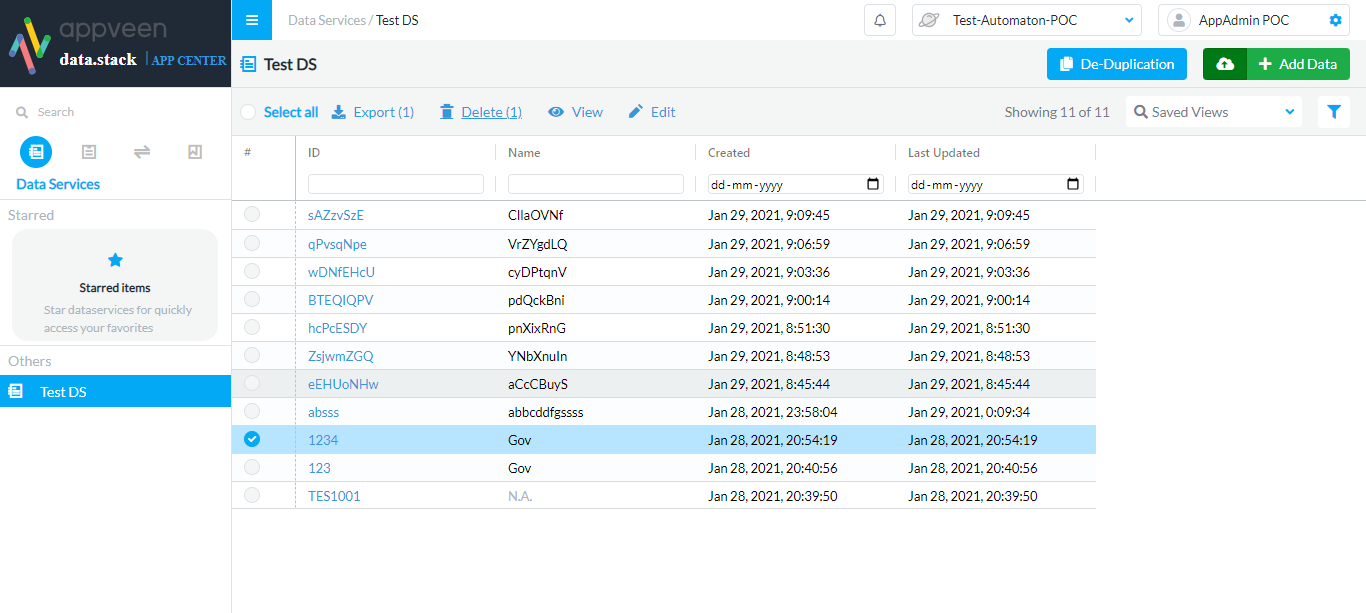 appveen
data.stack | APP CENTER
Data Services / Test DS
Test-Automaton-POC
AppAdmin POC
Test DS
De-Duplication
Add Data
Search
Select all
Export (1)
Delete (1)
View
Edit
Showing 11 of 11
Saved Views
Data Services
Starred
Starred items
Star dataservices for quickly
access your favorites
Others
Test DS
# ID Name Created Last Updated
dd-mm-yyyy dd-mm-yyyy
sAZzvSzE CIIaOVNf Jan 29, 2021, 9:09:45 Jan 29, 2021, 9:09:45
qPvsqNpe VrZYgdLQ Jan 29, 2021, 9:06:59 Jan 29, 2021, 9:06:59
wDNfEHcU cyDPtqnV Jan 29, 2021, 9:03:36 Jan 29, 2021, 9:03:36
BTEQIQPV pdQckBni Jan 29, 2021, 9:00:14 Jan 29, 2021, 9:00:14
hcPcESDY pnXixRnG Jan 29, 2021, 8:51:30 Jan 29, 2021, 8:51:30
ZsjwmZGQ YNbXnuIn Jan 29, 2021, 8:48:53 Jan 29, 2021, 8:48:53
eEHUoNHw aCcCBuyS Jan 29, 2021, 8:45:44 Jan 29, 2021, 8:45:44
absss abbcddfgssss Jan 28, 2021, 23:58:04 Jan 29, 2021, 0:09:34
1234 Gov Jan 28, 2021, 20:54:19 Jan 28, 2021, 20:54:19
123 Gov Jan 28, 2021, 20:40:56 Jan 28, 2021, 20:40:56
TES1001 N.A. Jan 28, 2021, 20:39:50 Jan 28, 2021, 20:39:50